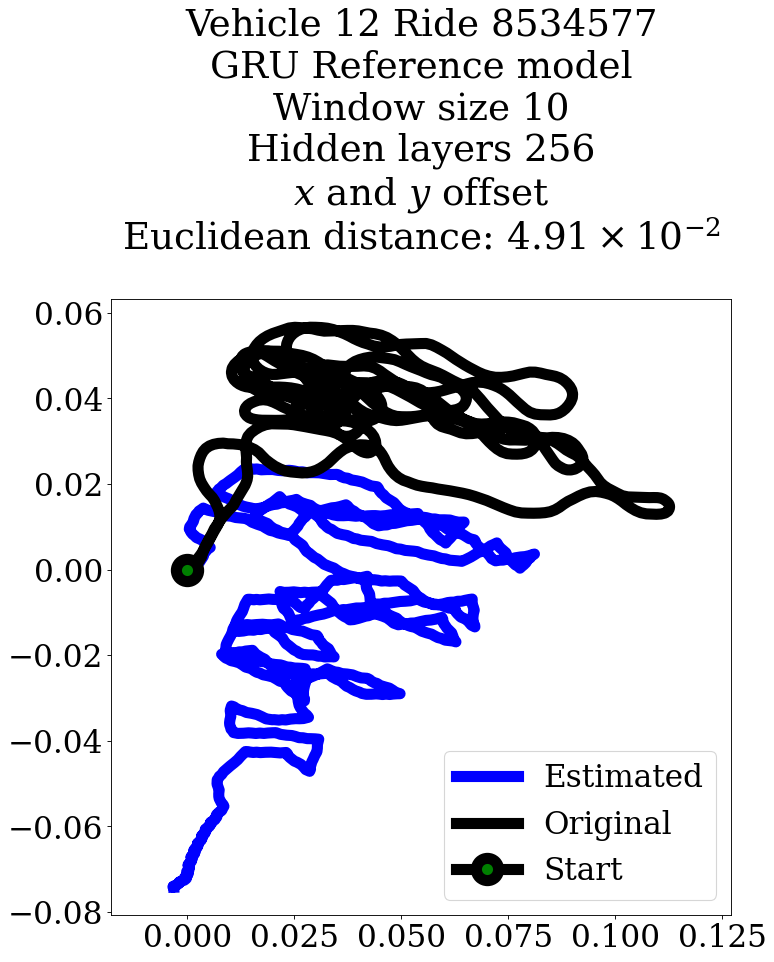 Vehicle 12 Ride 8534577
GRU Reference model
Window size 10
Hidden layers 256
x and y offset
Euclidean distance: 4.91 × 10⁻²
0.06
0.04
0.02
0.00
−0.02
−0.04
−0.06
−0.08
Estimated
Original
Start
0.000 0.025 0.050 0.075 0.100 0.125